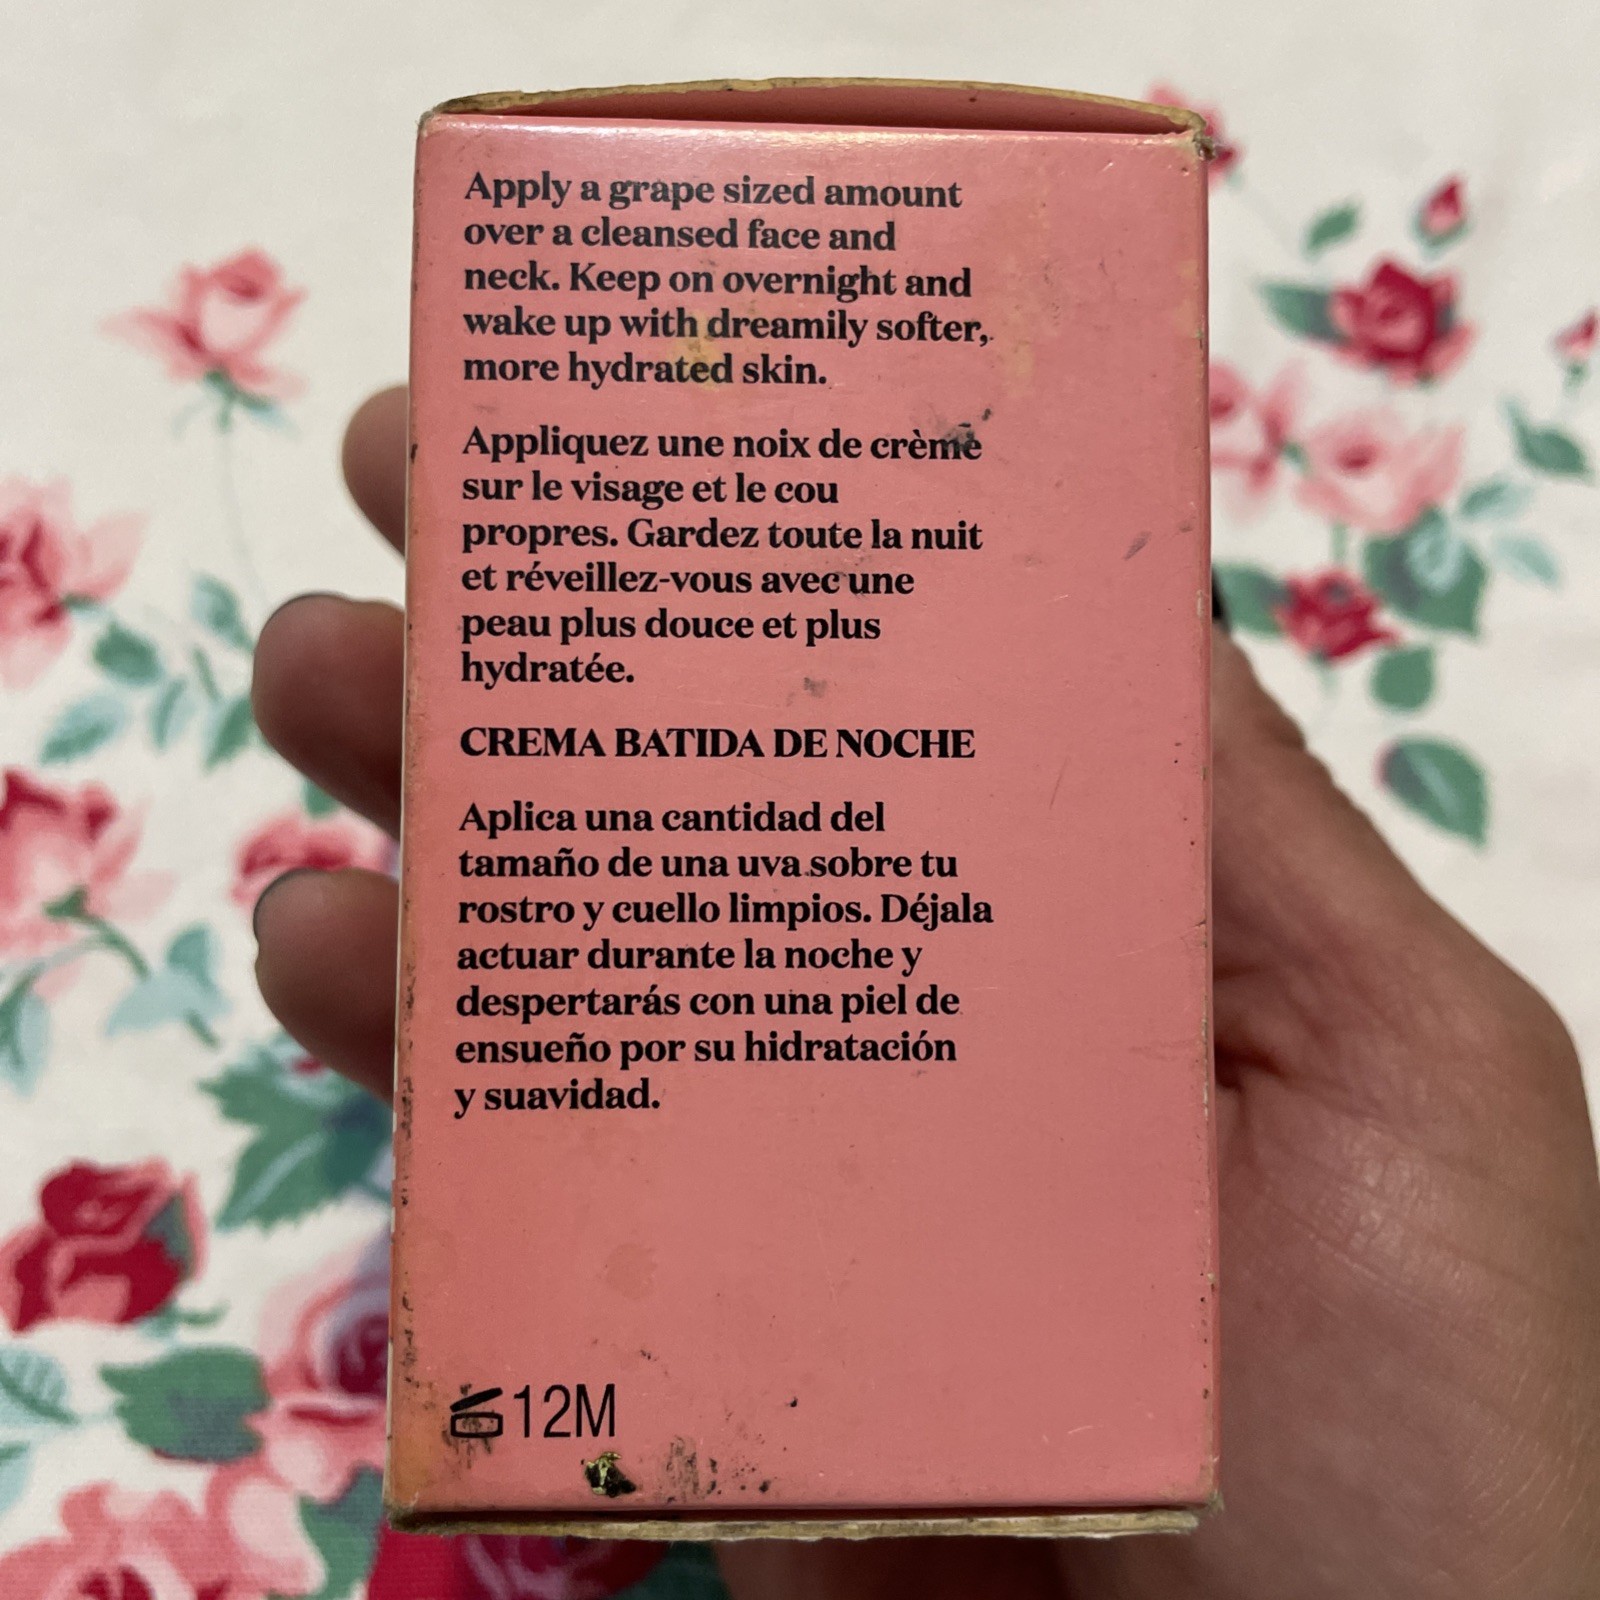 Apply a grape sized amount
over a cleansed face and
neck. Keep on overnight and
wake up with dreamily softer,
more hydrated skin.
Appliquez une noix de crème
sur le visage et le cou
propres. Gardez toute la nuit
et réveillez-vous avec une
peau plus douce et plus
hydratée.
CREMA BATIDA DE NOCHE
Aplica una cantidad del
tamaño de una uva sobre tu
rostro y cuello limpios. Déjala
actuar durante la noche y
despertarás con una piel de
ensueño por su hidratación
y suavidad.
12M